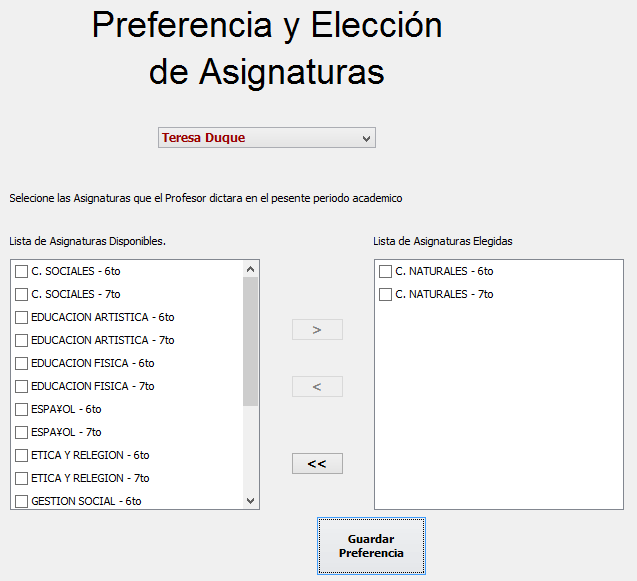 Preferencia y Elección
de Asignaturas
Teresa Duque
Selecione las Asignaturas que el Profesor dictara en el pesente periodo academico
Lista de Asignaturas Disponibles.
C. SOCIALES - 6to
C. SOCIALES - 7to
EDUCACION ARTISTICA - 6to
EDUCACION ARTISTICA - 7to
EDUCACION FISICA - 6to
EDUCACION FISICA - 7to
ESPA¥OL - 6to
ESPA¥OL - 7to
ETICA Y RELEGION - 6to
ETICA Y RELEGION - 7to
GESTION SOCIAL - 6to
>
<
<<
Lista de Asignaturas Elegidas
C. NATURALES - 6to
C. NATURALES - 7to
Guardar
Preferencia